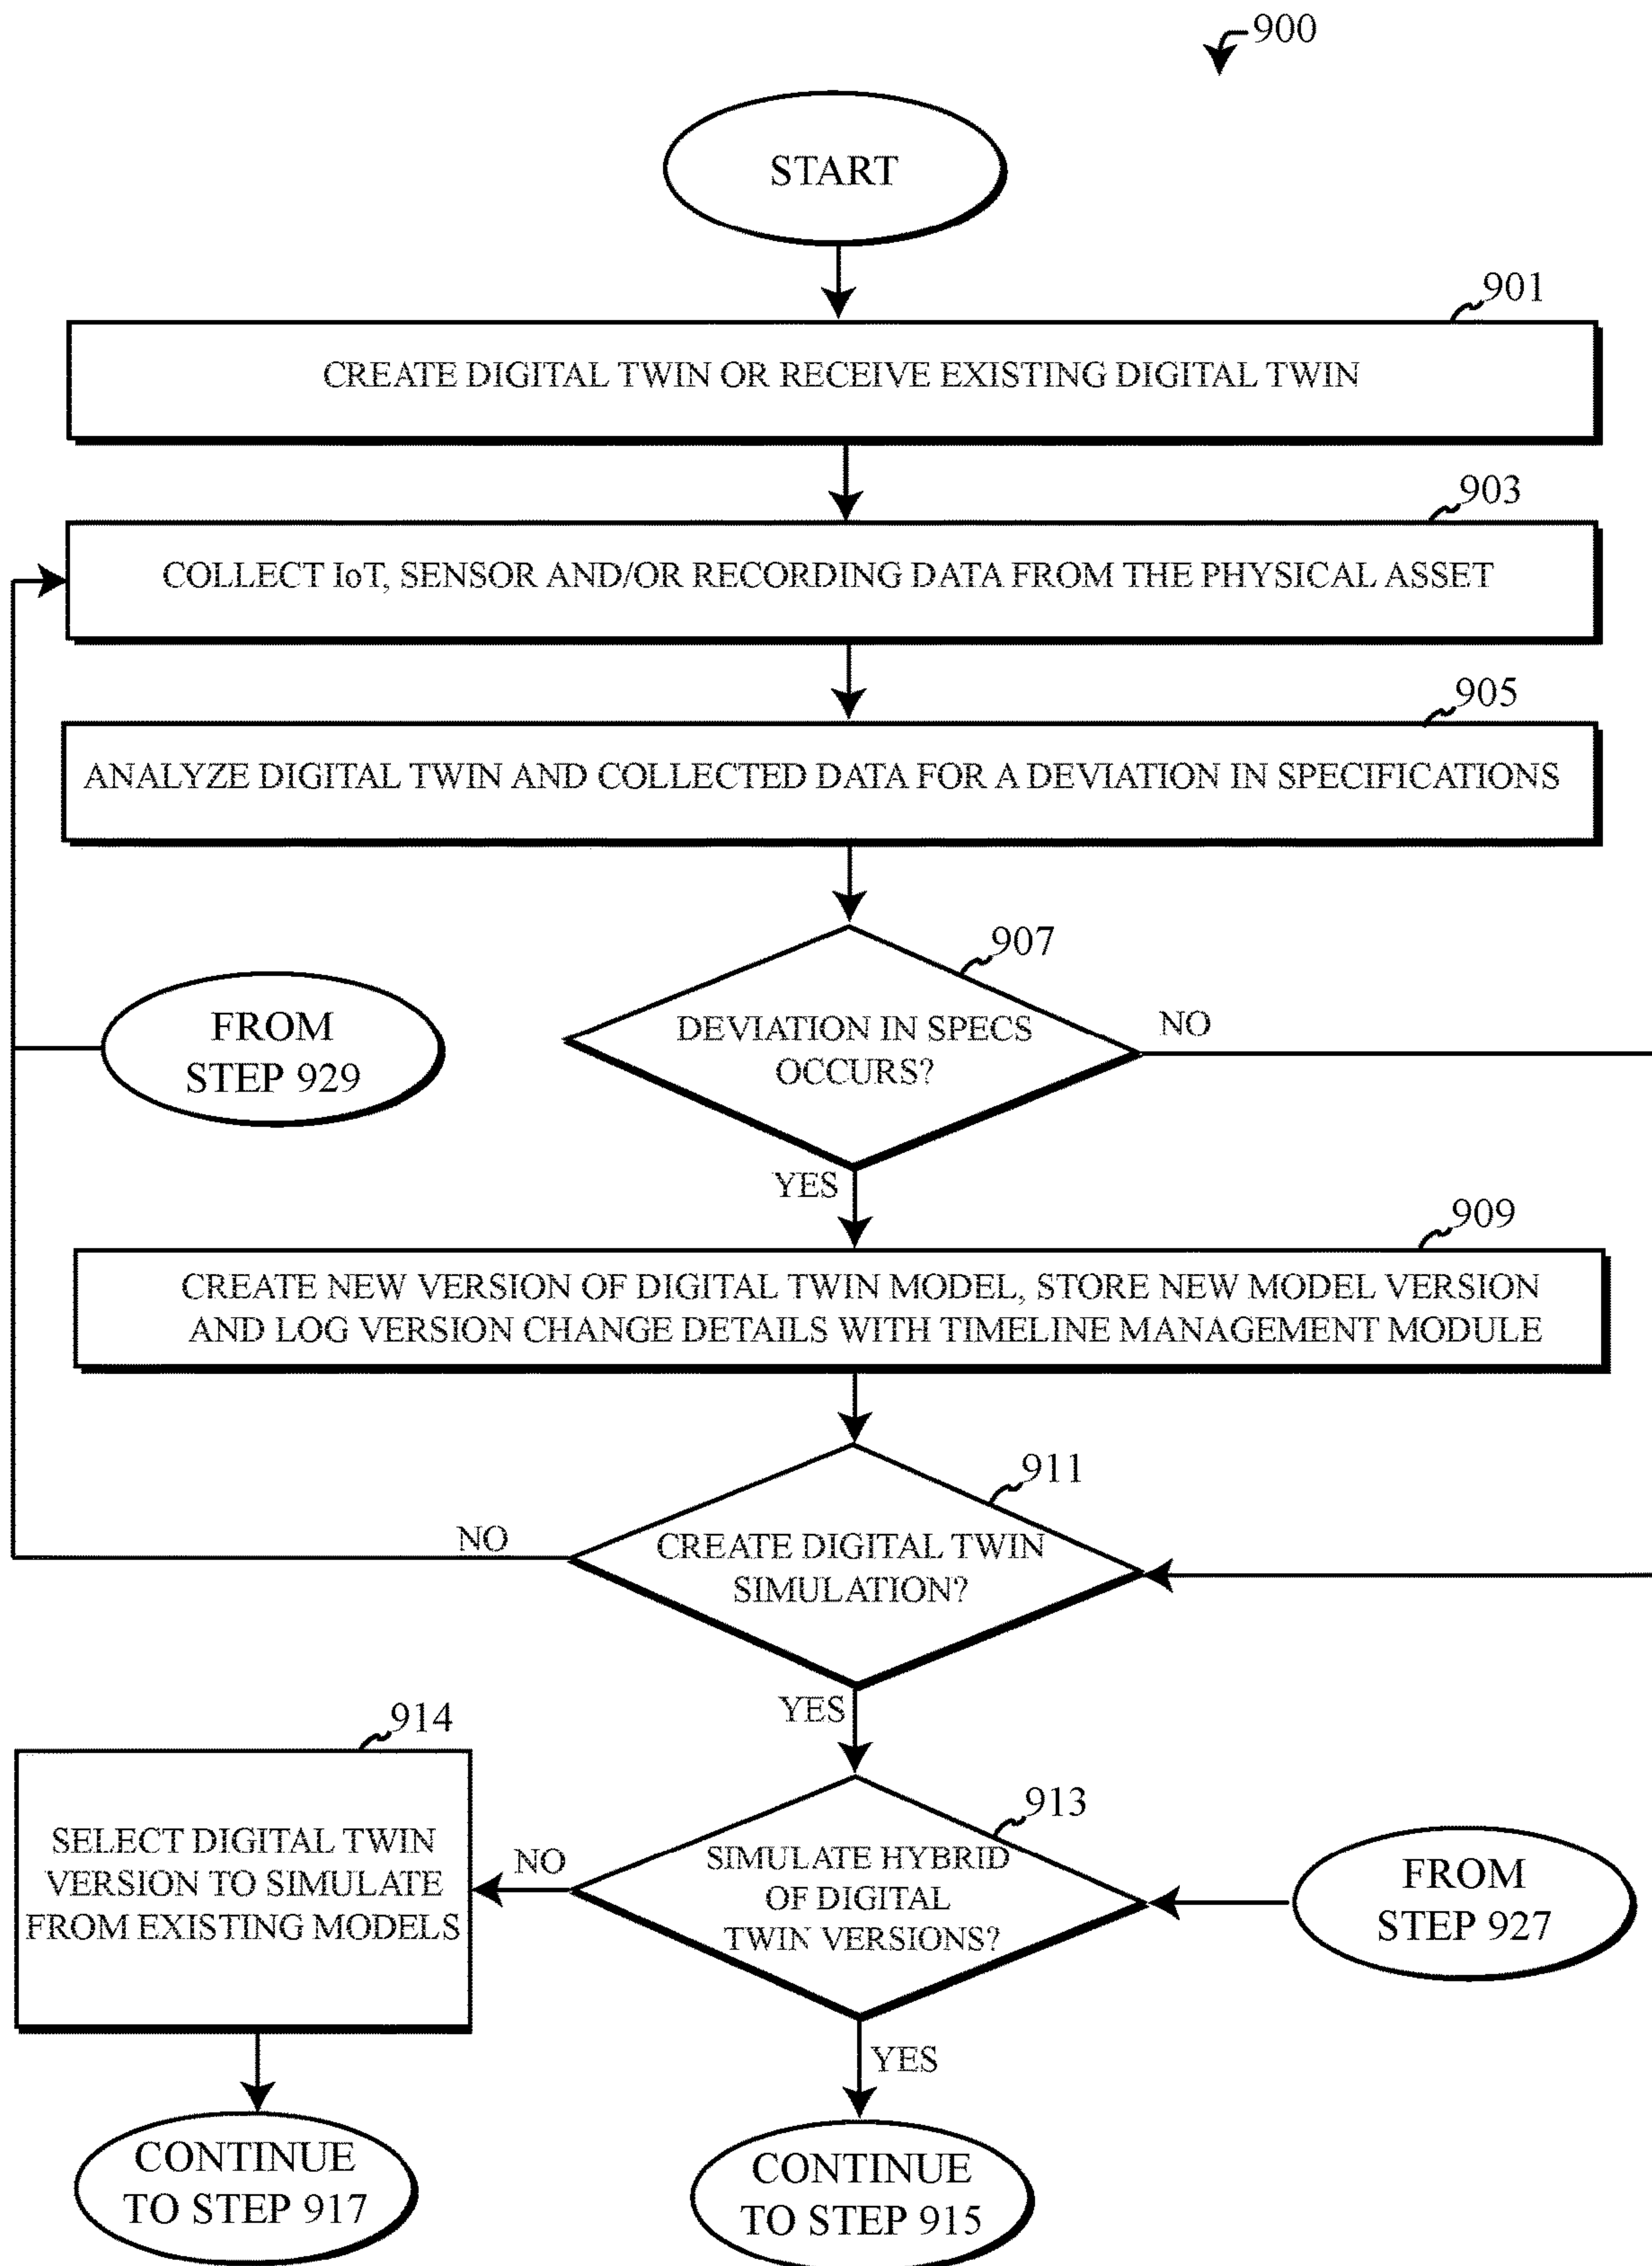 900
START
901
CREATE DIGITAL TWIN OR RECEIVE EXISTING DIGITAL TWIN
903
COLLECT IoT, SENSOR AND/OR RECORDING DATA FROM THE PHYSICAL ASSET
905
ANALYZE DIGITAL TWIN AND COLLECTED DATA FOR A DEVIATION IN SPECIFICATIONS
907
DEVIATION IN SPECS
OCCURS?
NO
FROM
STEP 929
YES
909
CREATE NEW VERSION OF DIGITAL TWIN MODEL, STORE NEW MODEL VERSION
AND LOG VERSION CHANGE DETAILS WITH TIMELINE MANAGEMENT MODULE
911
NO
CREATE DIGITAL TWIN
SIMULATION?
YES
914
SELECT DIGITAL TWIN
VERSION TO SIMULATE
FROM EXISTING MODELS
NO
913
SIMULATE HYBRID
OF DIGITAL
TWIN VERSIONS?
FROM
STEP 927
YES
CONTINUE
TO STEP 917
CONTINUE
TO STEP 915